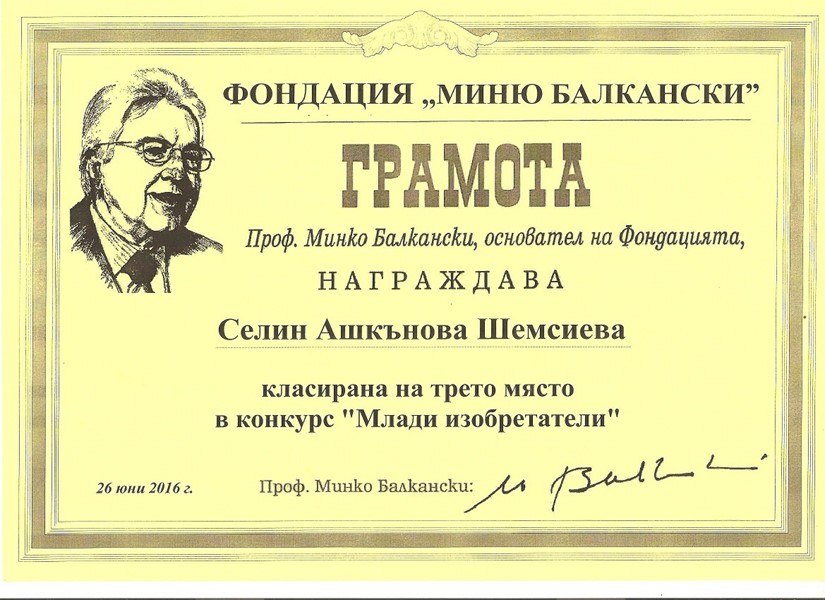 ФОНДАЦИЯ „МИНЮ БАЛКАНСКИ”
ГРАМОТА
Проф. Минко Балкански, основател на Фондацията,
НАГРАЖДАВА
Селин Ашкънова Шемсиева
класирана на трето място
в конкурс "Млади изобретатели"
26 юни 2016 г.
Проф. Минко Балкански: